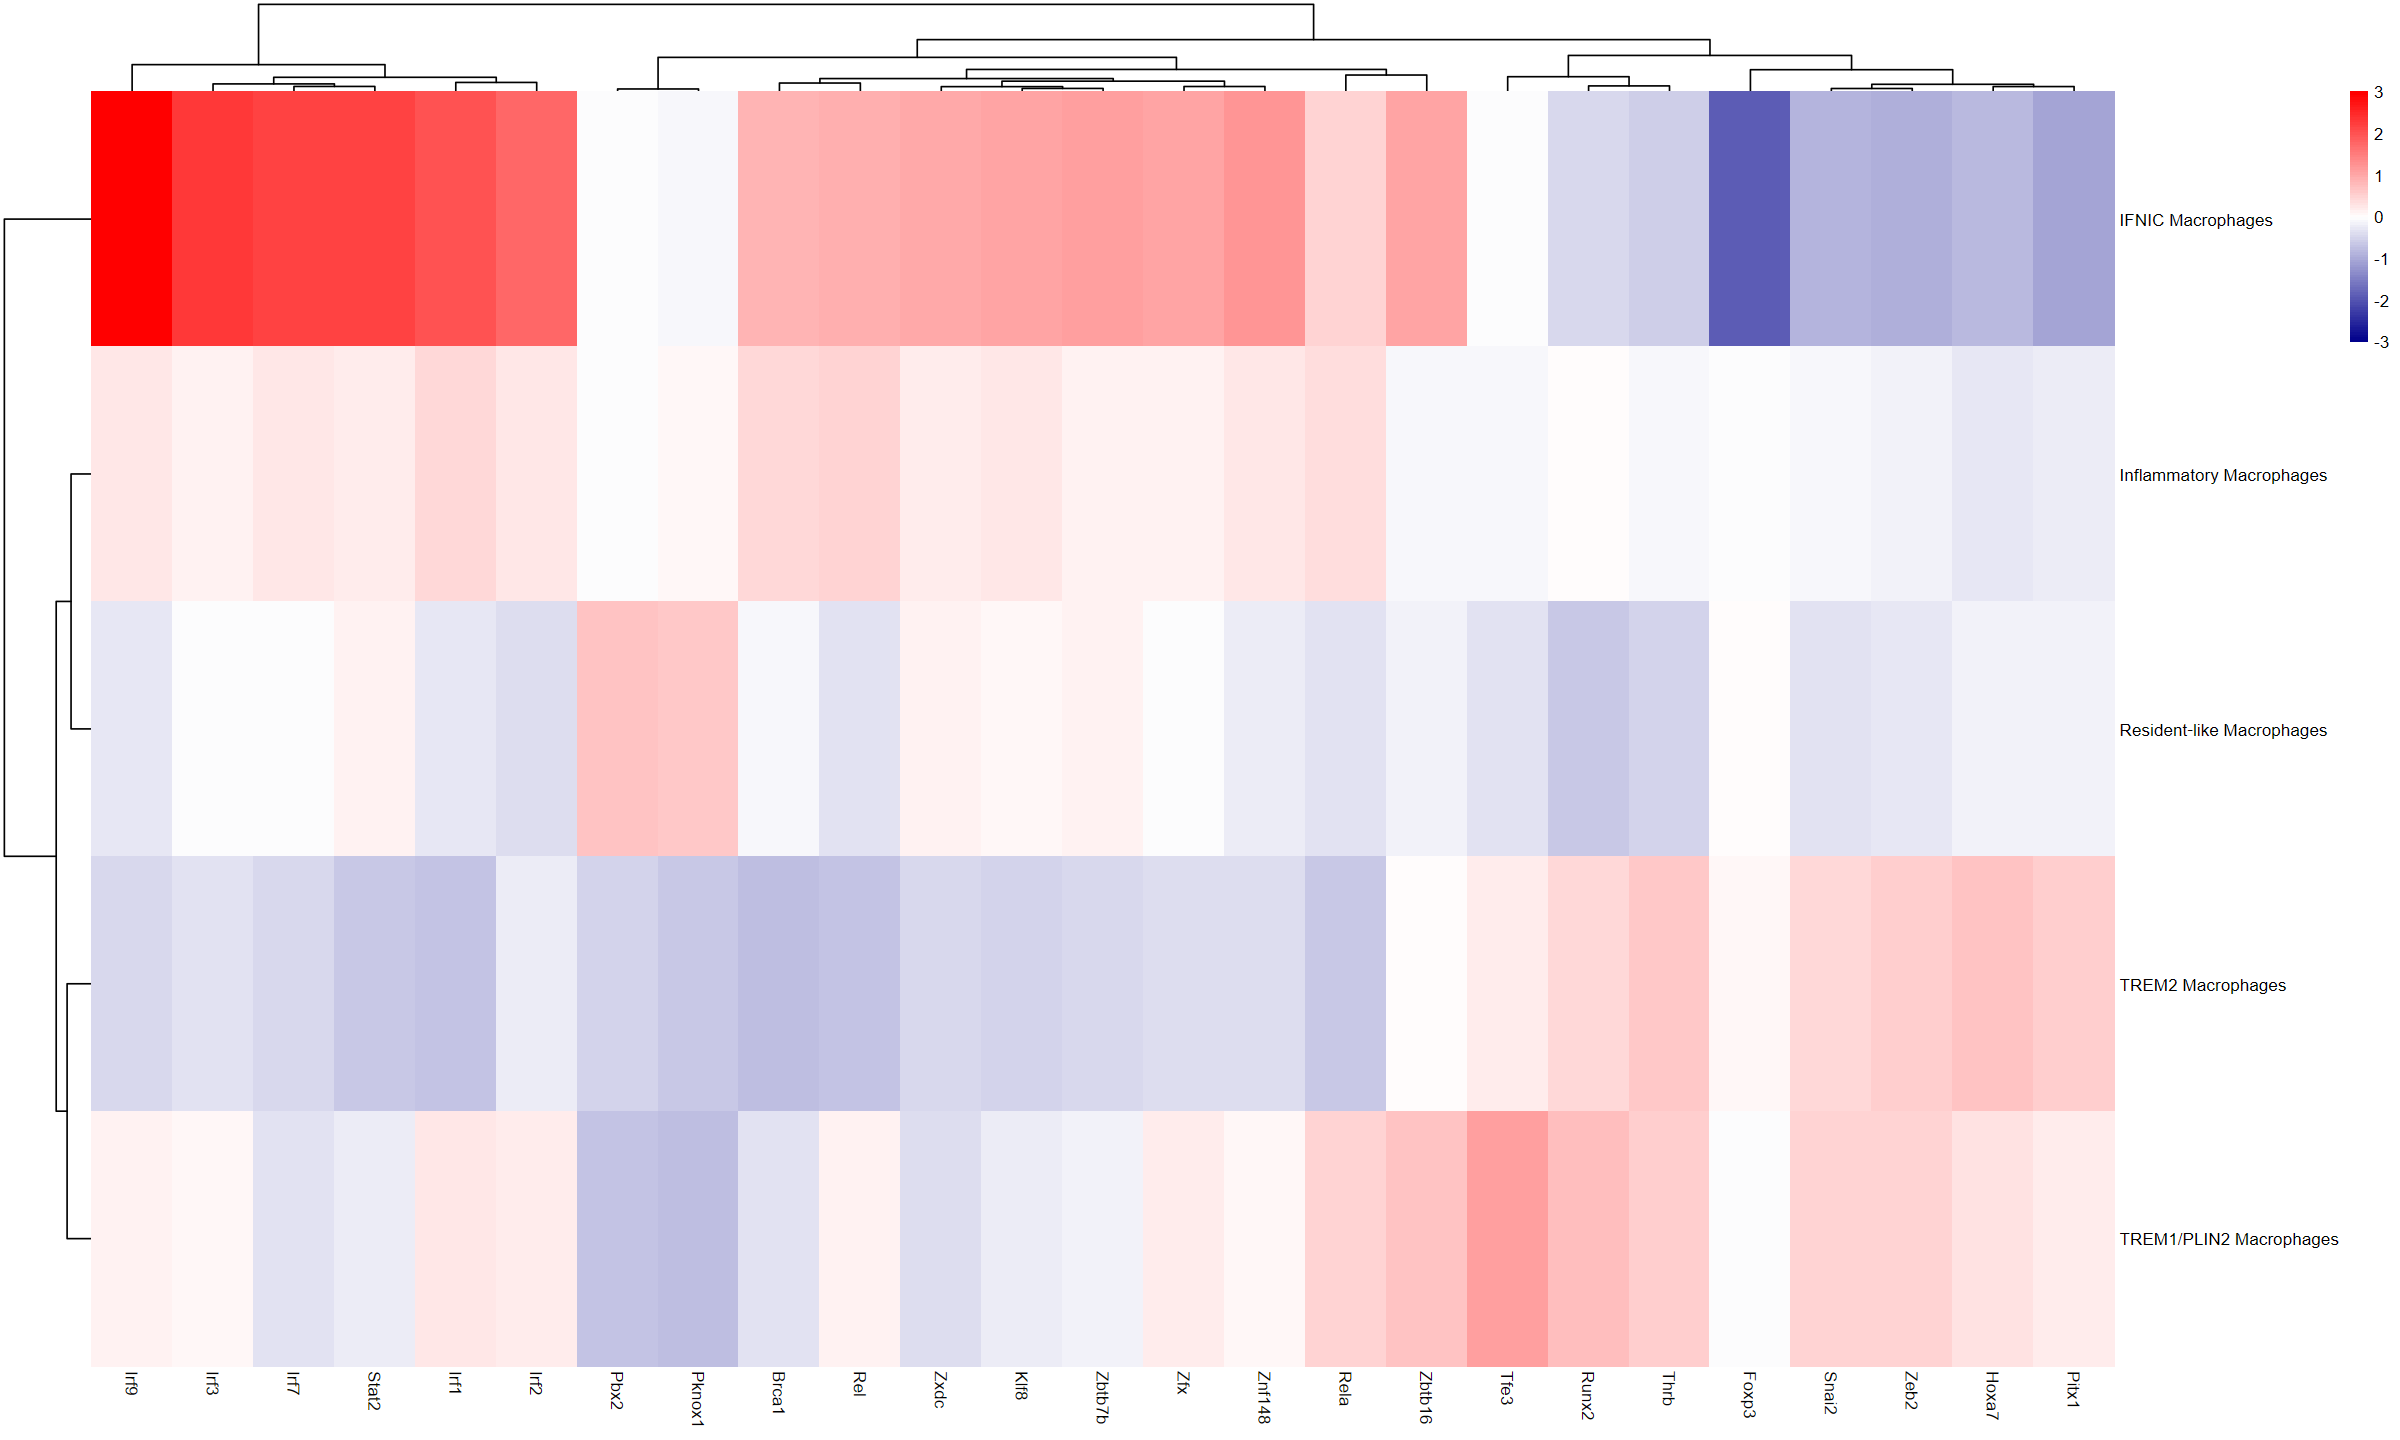 3
2
1
0
-1
-2
-3
IFNIC Macrophages
Inflammatory Macrophages
Resident-like Macrophages
TREM2 Macrophages
TREM1/PLIN2 Macrophages
Irf9
Irf3
Irf7
Stat2
Irf1
Irf2
Pbx2
Pknox1
Brca1
Rel
Zxdc
Klf8
Zbtb7b
Zfx
Znf148
Rela
Zbtb16
Tfe3
Runx2
Thrb
Foxp3
Snai2
Zeb2
Hoxa7
Pitx1